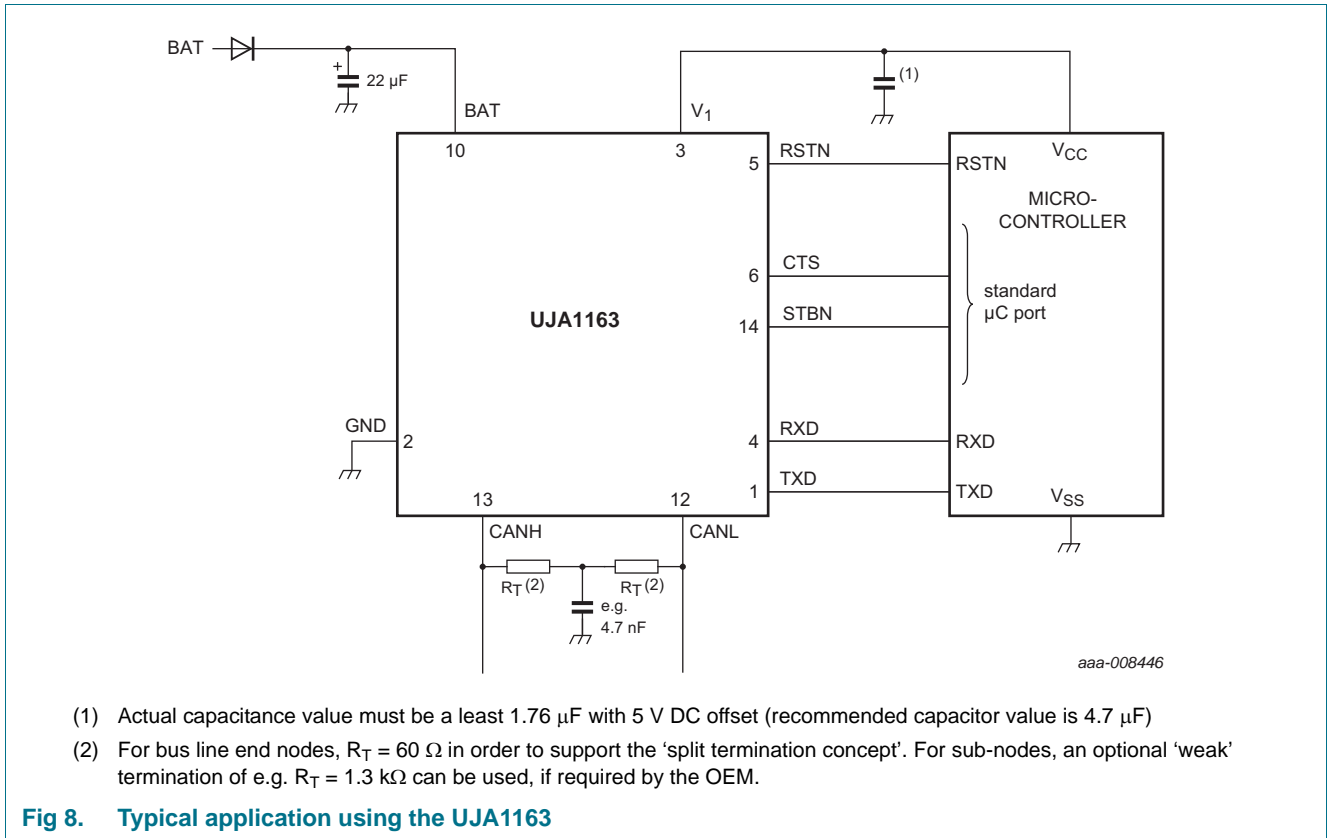 BAT
+
22 µF
BAT
V1
(1)
10
3
5
RSTN
RSTN
VCC
MICRO-
CONTROLLER
6
CTS
standard
µC port
14
STBN
UJA1163
GND
2
4
RXD
RXD
1
TXD
TXD
VSS
13
12
CANH
CANL
RT(2)
RT(2)
e.g.
4.7 nF
aaa-008446
(1) Actual capacitance value must be a least 1.76 µF with 5 V DC offset (recommended capacitor value is 4.7 µF)
(2) For bus line end nodes, RT = 60 Ω in order to support the ‘split termination concept’. For sub-nodes, an optional ‘weak’
termination of e.g. RT = 1.3 kΩ can be used, if required by the OEM.
Fig 8. Typical application using the UJA1163